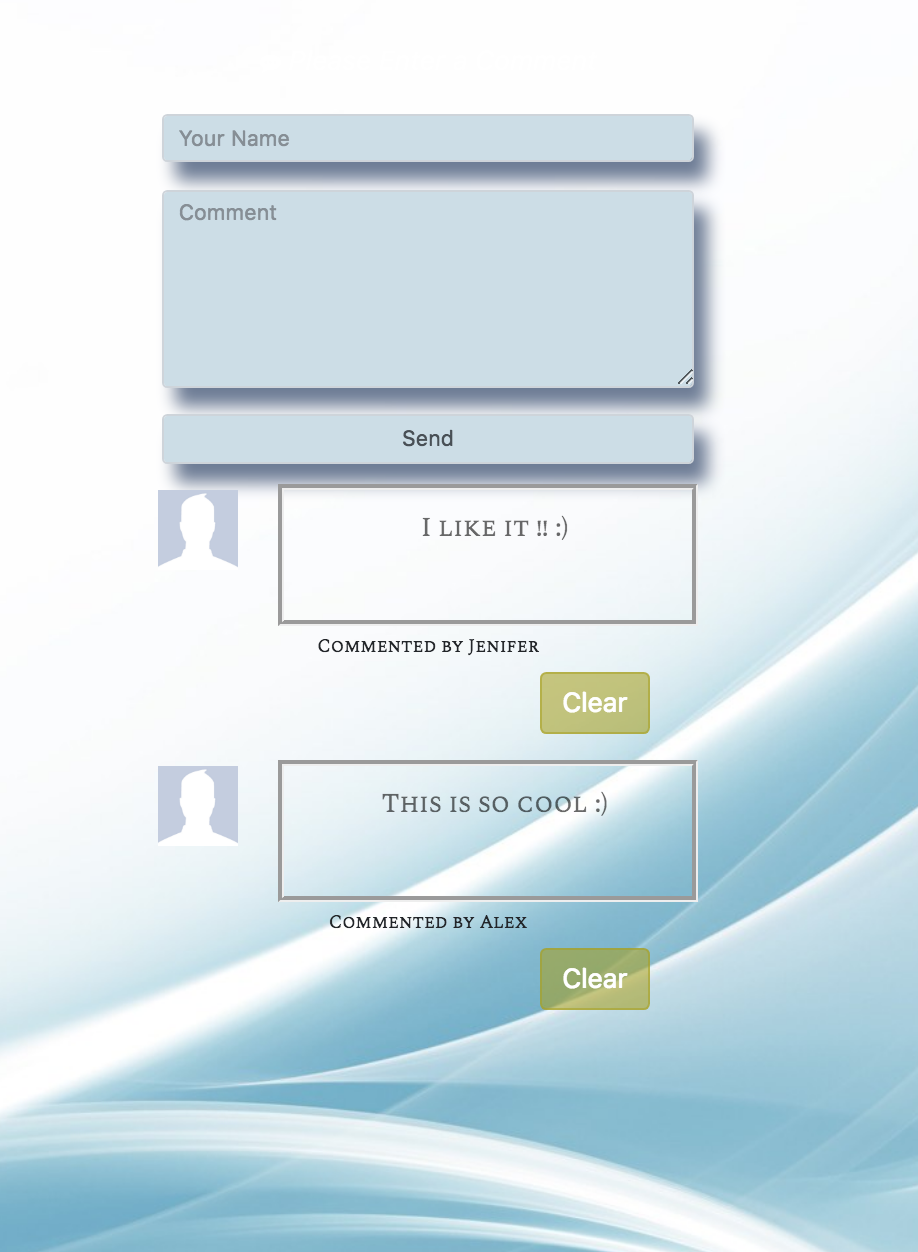 Your Name
Comment
Send
I like it !! :)
Commented by Jenifer
Clear
This is so cool :)
Commented by Alex
Clear